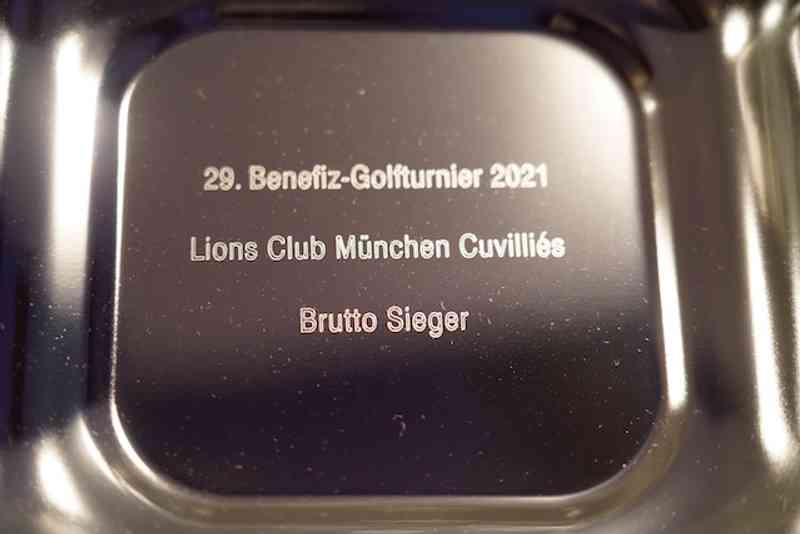 29. Benefiz-Golfturnier 2021
Lions Club München Cuvilliés
Brutto Sieger